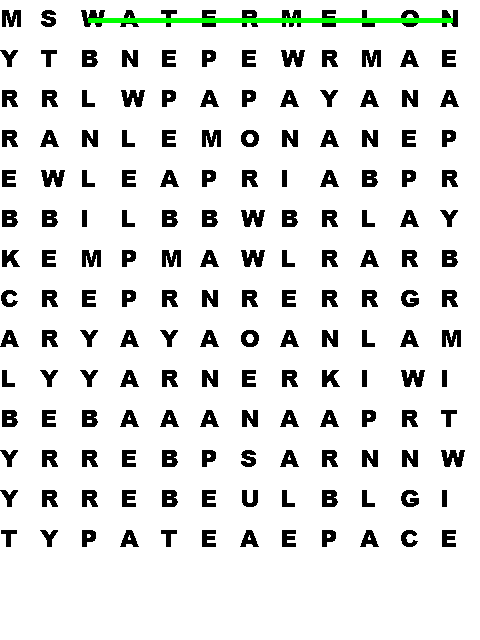 M S W A T E R M E L O N
Y T B N E P E W R M A E
R R L W P A P A Y A N A
R A N L E M O N A N E P
E W L E A P R I A B P R
B B I L B B W B R L A Y
K E M P M A W L R A R B
C R E P R N R E R R G R
A R Y A Y A O A N L A M
L Y Y A R N E R K I W I
B E B A A A N A A P R T
Y R R E B P S A R N N W
Y R R E B E U L B L G I
T Y P A T E A E P A C E